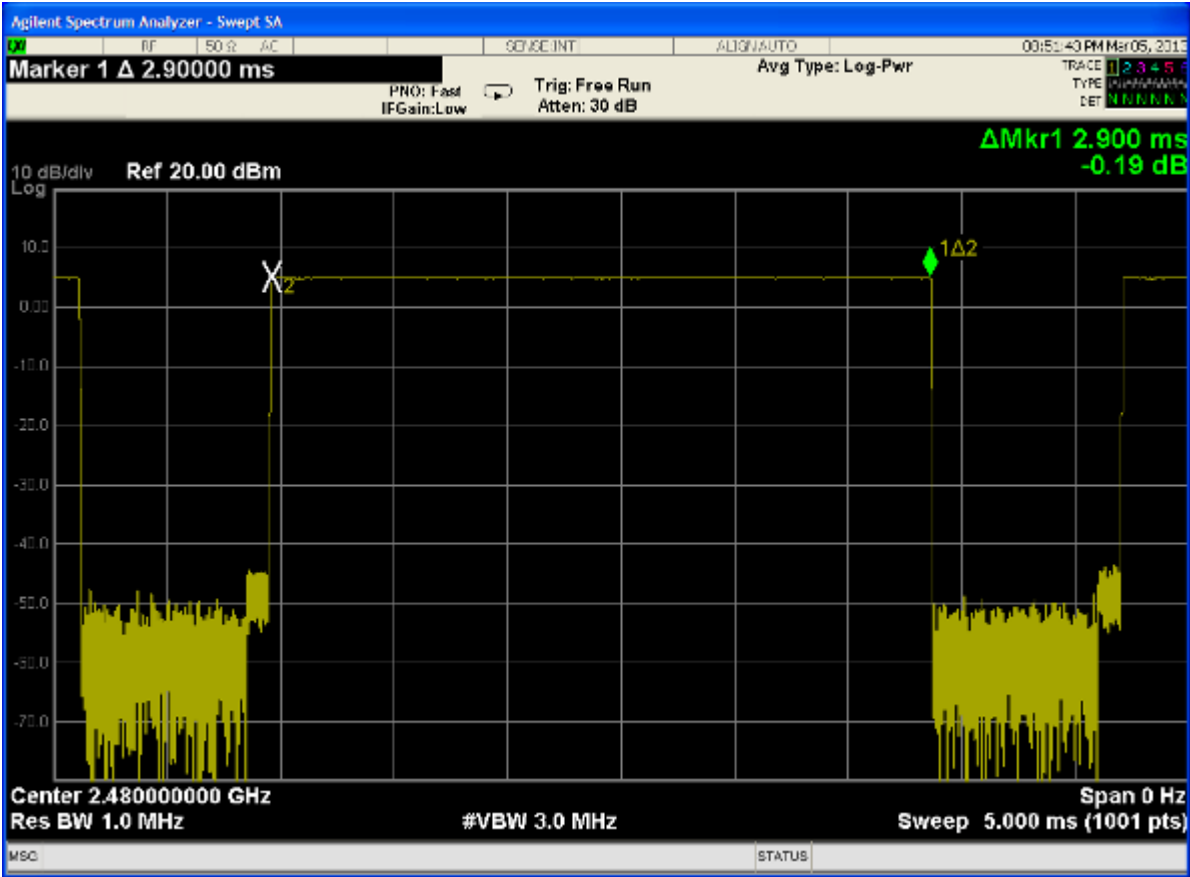 Agilent Spectrum Analyzer - Swept SA
LXI RF 50 Ω AC SENSE:INT ALIGNAUTO 08:51:43 PM Mar 05, 2013
Marker 1 Δ 2.90000 ms Avg Type: Log-Pwr TRACE 1 2 3 4 5 6
PNO: Fast Trig: Free Run TYPE
IFGain:Low Atten: 30 dB DET N N N N N N
ΔMkr1 2.900 ms
-0.19 dB
10 dB/div Ref 20.00 dBm
Log
10.0
1Δ2
X2
0.00
-10.0
-20.0
-30.0
-40.0
-50.0
-60.0
-70.0
Center 2.480000000 GHz Span 0 Hz
Res BW 1.0 MHz #VBW 3.0 MHz Sweep 5.000 ms (1001 pts)
MSG STATUS